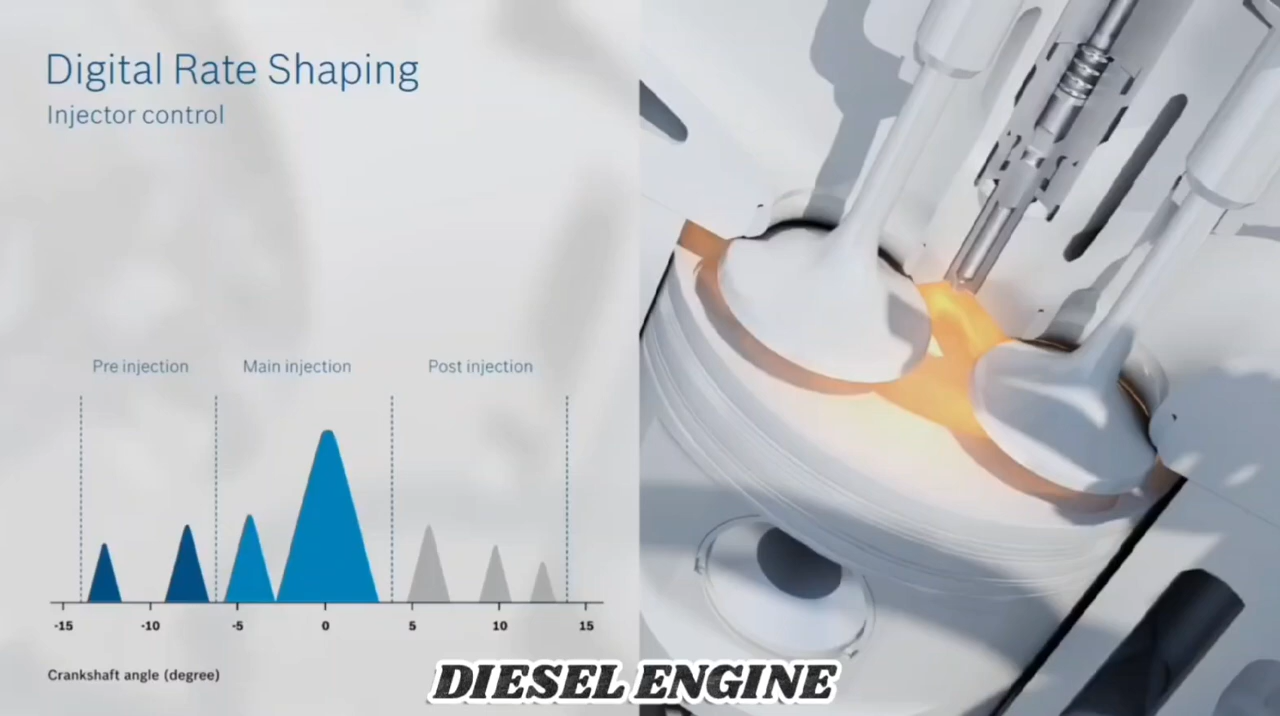 Digital Rate Shaping
Injector control
Pre injection Main injection Post injection
-15 -10 -5 0 5 10 15
Crankshaft angle (degree)
DIESEL ENGINE